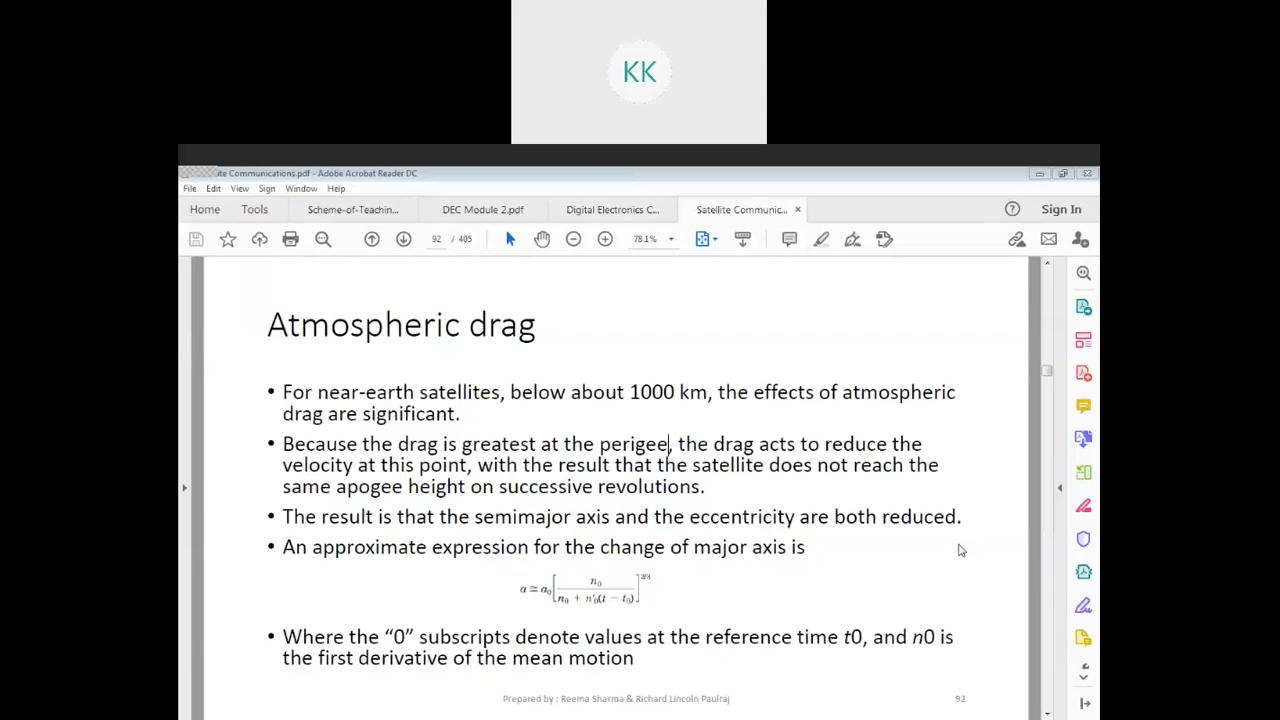 KK
ite Communications.pdf - Adobe Acrobat Reader DC
File Edit View Sign Window Help
Home Tools Scheme-of-Teachin... DEC Module 2.pdf Digital Electronics C... Satellite Communic... × ? Sign In
92 / 405 78.1%
Atmospheric drag
• For near-earth satellites, below about 1000 km, the effects of atmospheric
drag are significant.
• Because the drag is greatest at the perigee, the drag acts to reduce the
velocity at this point, with the result that the satellite does not reach the
same apogee height on successive revolutions.
• The result is that the semimajor axis and the eccentricity are both reduced.
• An approximate expression for the change of major axis is
a ≅ a₀[n₀ / (n₀ + n′₀(t − t₀))]^2/3
• Where the “0” subscripts denote values at the reference time t0, and n0 is
the first derivative of the mean motion
Prepared by : Reema Sharma & Richard Lincoln Paulraj 92